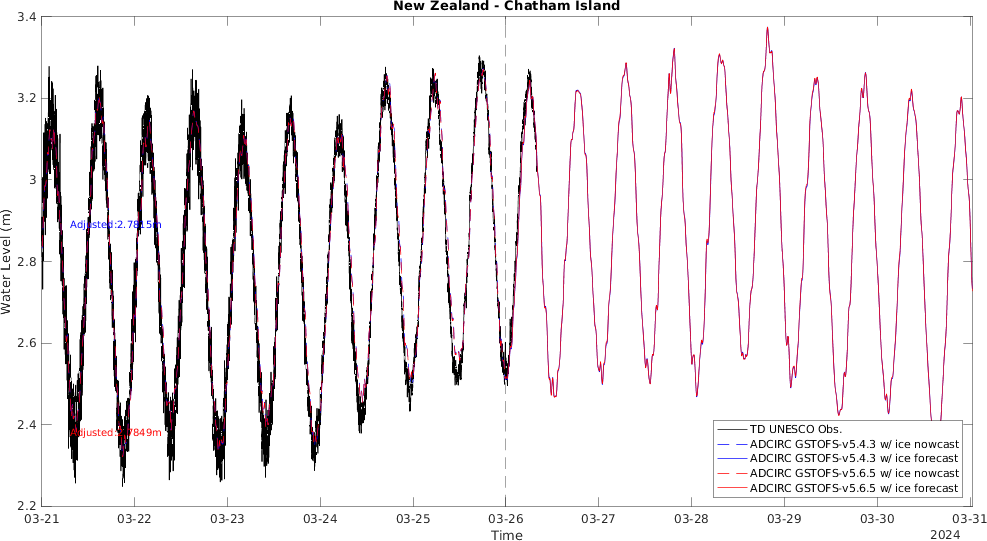 New Zealand - Chatham Island
Water Level (m)
3.4
3.2
3
2.8
2.6
2.4
2.2
Adjusted:2.7815m
Adjusted:2.7849m
TD UNESCO Obs.
ADCIRC GSTOFS-v5.4.3 w/ ice nowcast
ADCIRC GSTOFS-v5.4.3 w/ ice forecast
ADCIRC GSTOFS-v5.6.5 w/ ice nowcast
ADCIRC GSTOFS-v5.6.5 w/ ice forecast
03-21 03-22 03-23 03-24 03-25 03-26 03-27 03-28 03-29 03-30 03-31
Time
2024